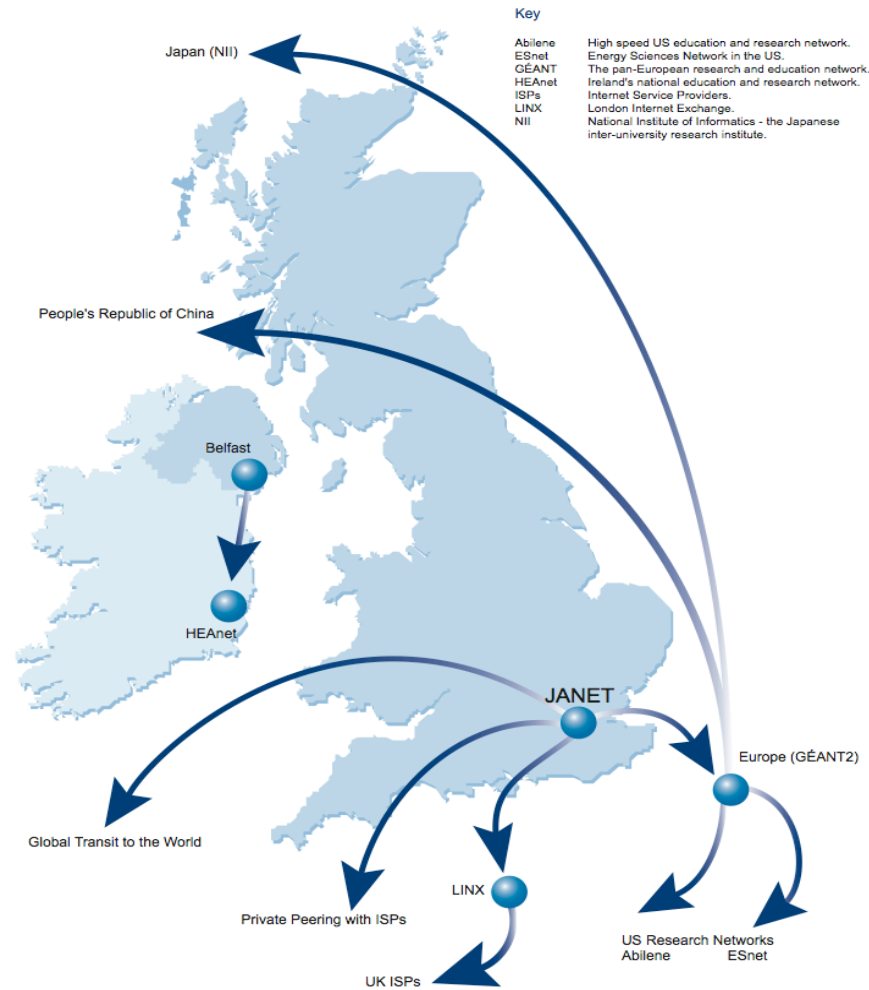 Key
Abilene High speed US education and research network.
ESnet Energy Sciences Network in the US.
GÉANT The pan-European research and education network.
HEAnet Ireland's national education and research network.
ISPs Internet Service Providers.
LINX London Internet Exchange.
NII National Institute of Informatics - the Japanese
inter-university research institute.
Japan (NII)
People's Republic of China
Belfast
HEAnet
JANET
Europe (GÉANT2)
Global Transit to the World
LINX
Private Peering with ISPs
US Research Networks
Abilene ESnet
UK ISPs